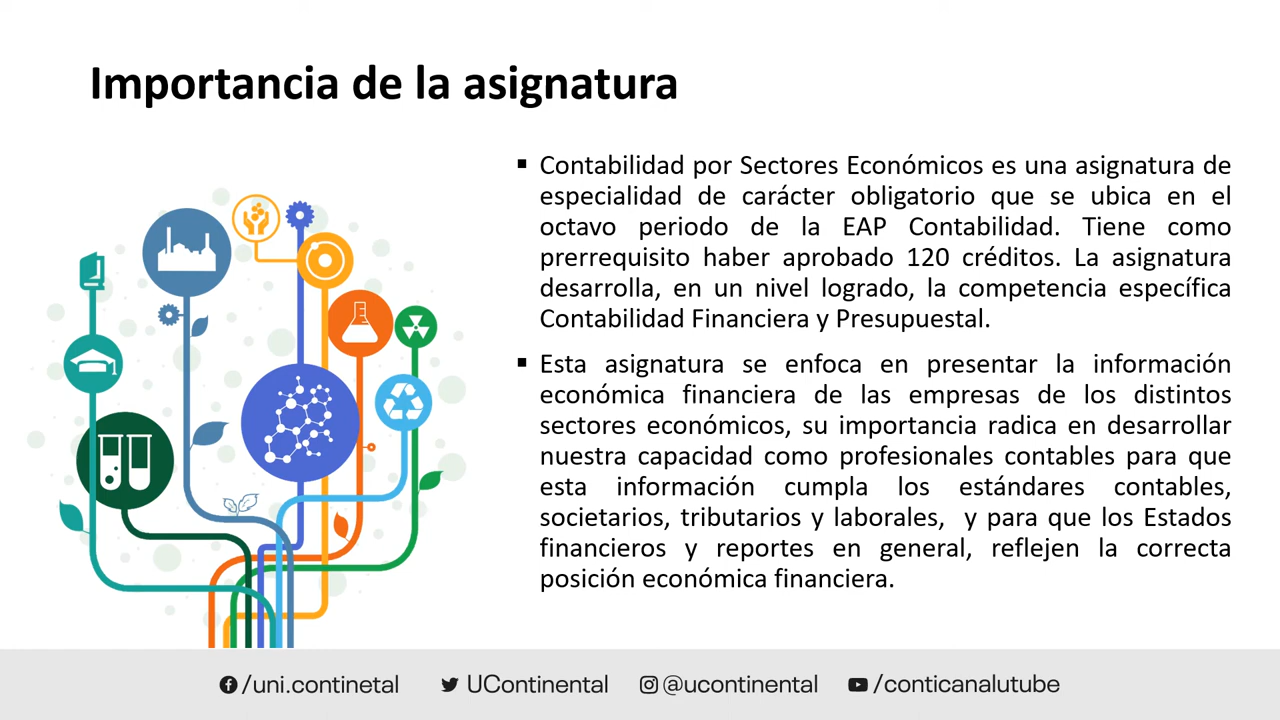 Importancia de la asignatura
▪ Contabilidad por Sectores Económicos es una asignatura de
especialidad de carácter obligatorio que se ubica en el
octavo periodo de la EAP Contabilidad. Tiene como
prerrequisito haber aprobado 120 créditos. La asignatura
desarrolla, en un nivel logrado, la competencia específica
Contabilidad Financiera y Presupuestal.
▪ Esta asignatura se enfoca en presentar la información
económica financiera de las empresas de los distintos
sectores económicos, su importancia radica en desarrollar
nuestra capacidad como profesionales contables para que
esta información cumpla los estándares contables,
societarios, tributarios y laborales, y para que los Estados
financieros y reportes en general, reflejen la correcta
posición económica financiera.
/uni.continetal UContinental @ucontinental /conticanalutube